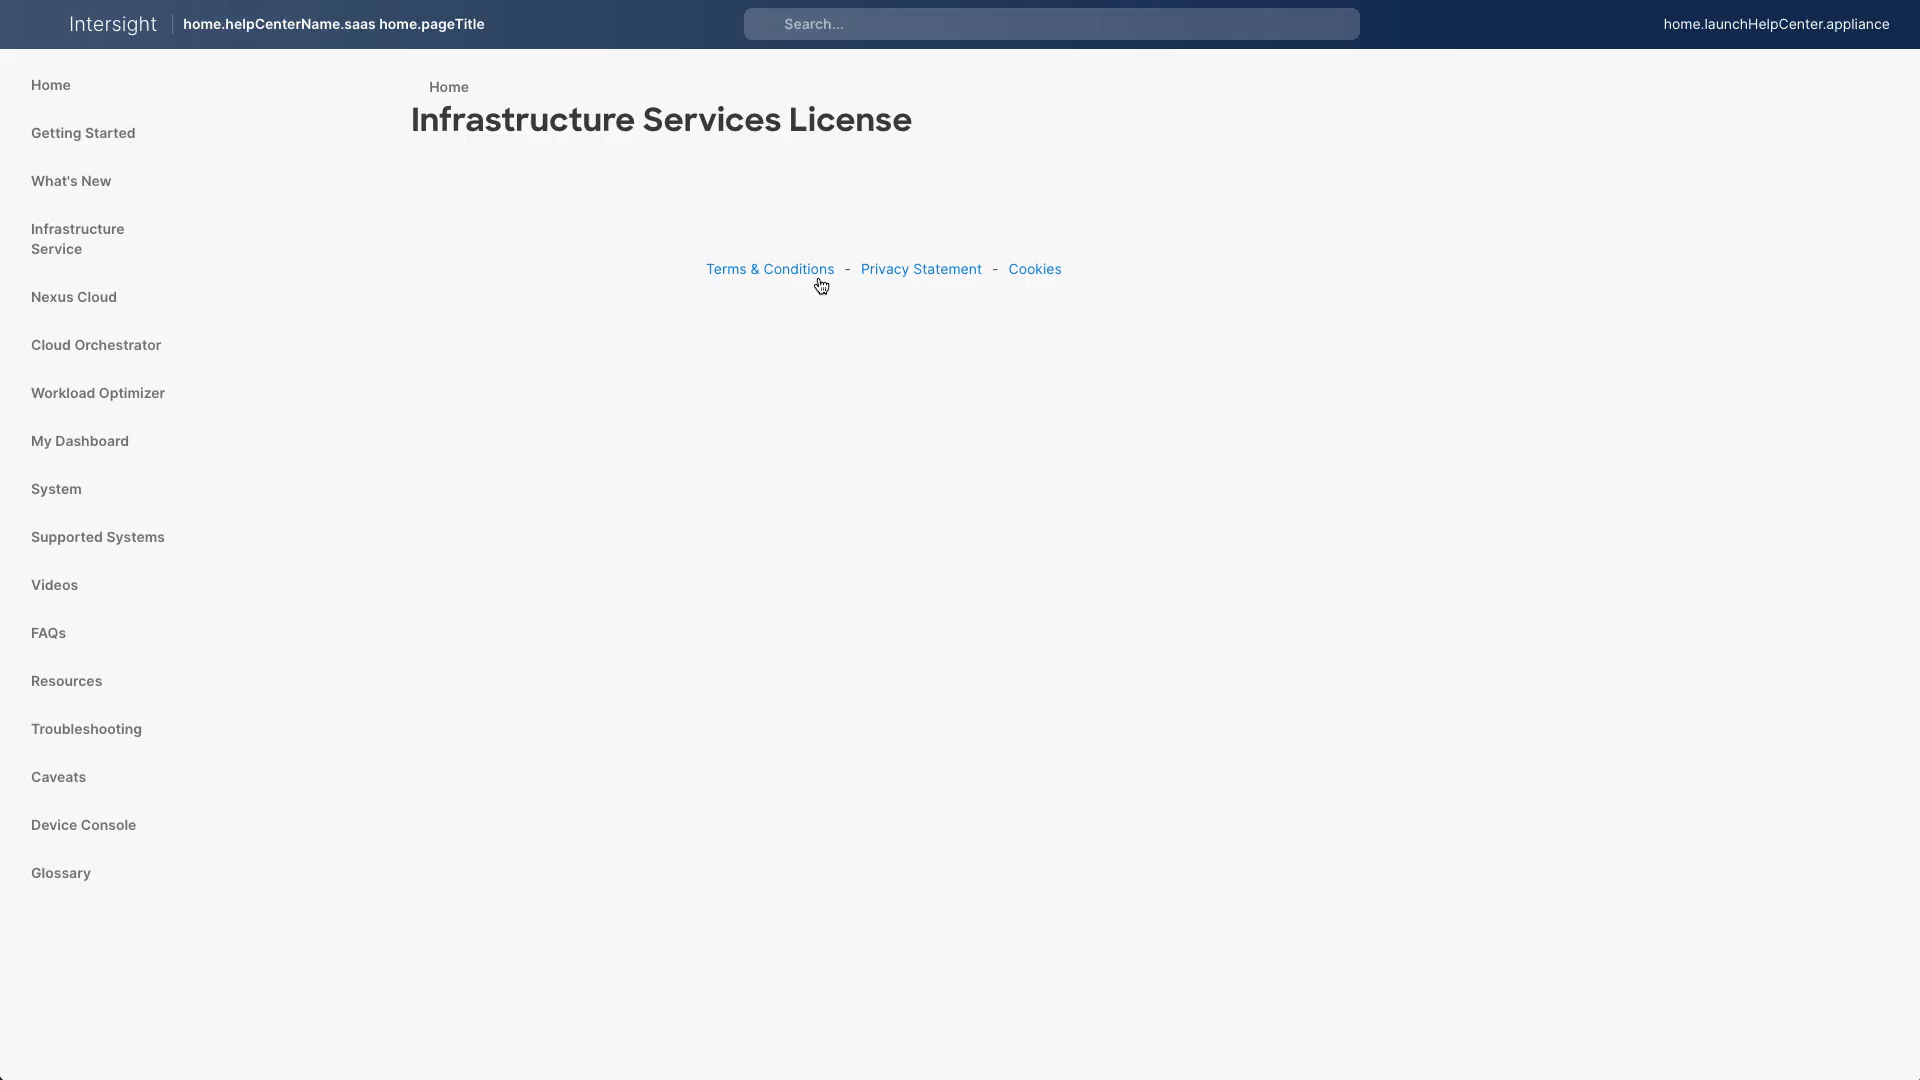 Intersight
home.helpCenterName.saas home.pageTitle
Search...
home.launchHelpCenter.appliance
Home
Getting Started
What's New
Infrastructure
Service
Nexus Cloud
Cloud Orchestrator
Workload Optimizer
My Dashboard
System
Supported Systems
Videos
FAQs
Resources
Troubleshooting
Caveats
Device Console
Glossary
Home
Infrastructure Services License
Terms & Conditions - Privacy Statement - Cookies